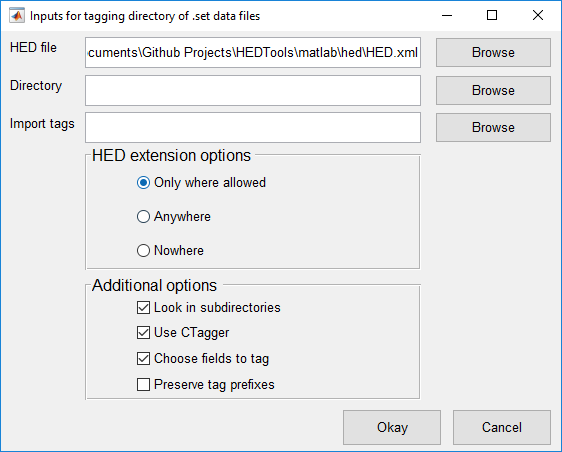 Inputs for tagging directory of .set data files
HED file
ocuments\Github Projects\HEDTools\matlab\hed\HED.xml
Browse
Directory
Browse
Import tags
Browse
HED extension options
Only where allowed
Anywhere
Nowhere
Additional options
Look in subdirectories
Use CTagger
Choose fields to tag
Preserve tag prefixes
Okay
Cancel